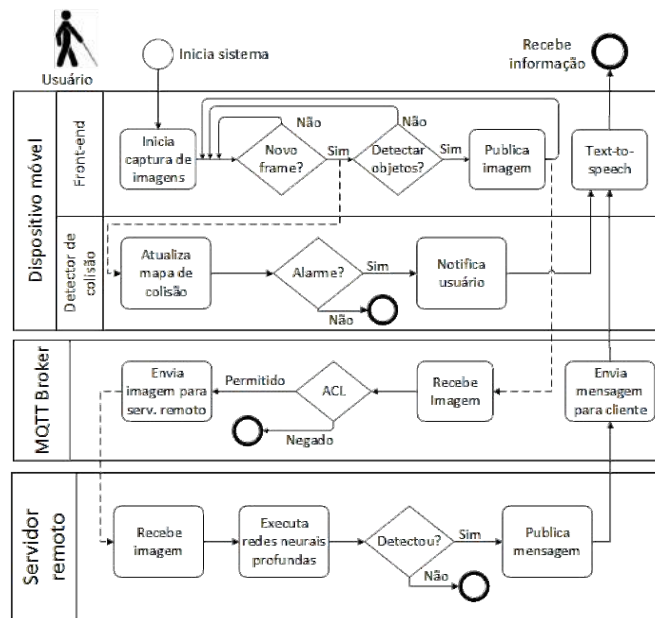 Usuário
Inicia sistema
Recebe
informação
Dispositivo móvel
Front-end
Inicia
captura de
imagens
Novo
frame?
Não
Sim
Detectar
objetos?
Não
Sim
Publica
imagem
Text-to-
speech
Detector de
colisão
Atualiza
mapa de
colisão
Alarme?
Sim
Não
Notifica
usuário
MQTT Broker
Envia
imagem para
serv. remoto
Permitido
ACL
Negado
Recebe
Imagem
Envia
mensagem
para cliente
Servidor
remoto
Recebe
imagem
Executa
redes neurais
profundas
Detectou?
Sim
Não
Publica
mensagem